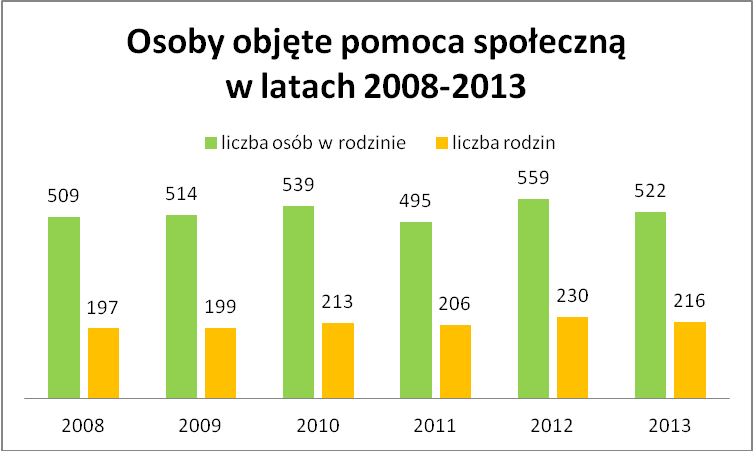 Osoby objęte pomoca społeczną
w latach 2008-2013
liczba osób w rodzinie liczba rodzin
509 197 514 199 539 213 495 206 559 230 522 216
2008 2009 2010 2011 2012 2013